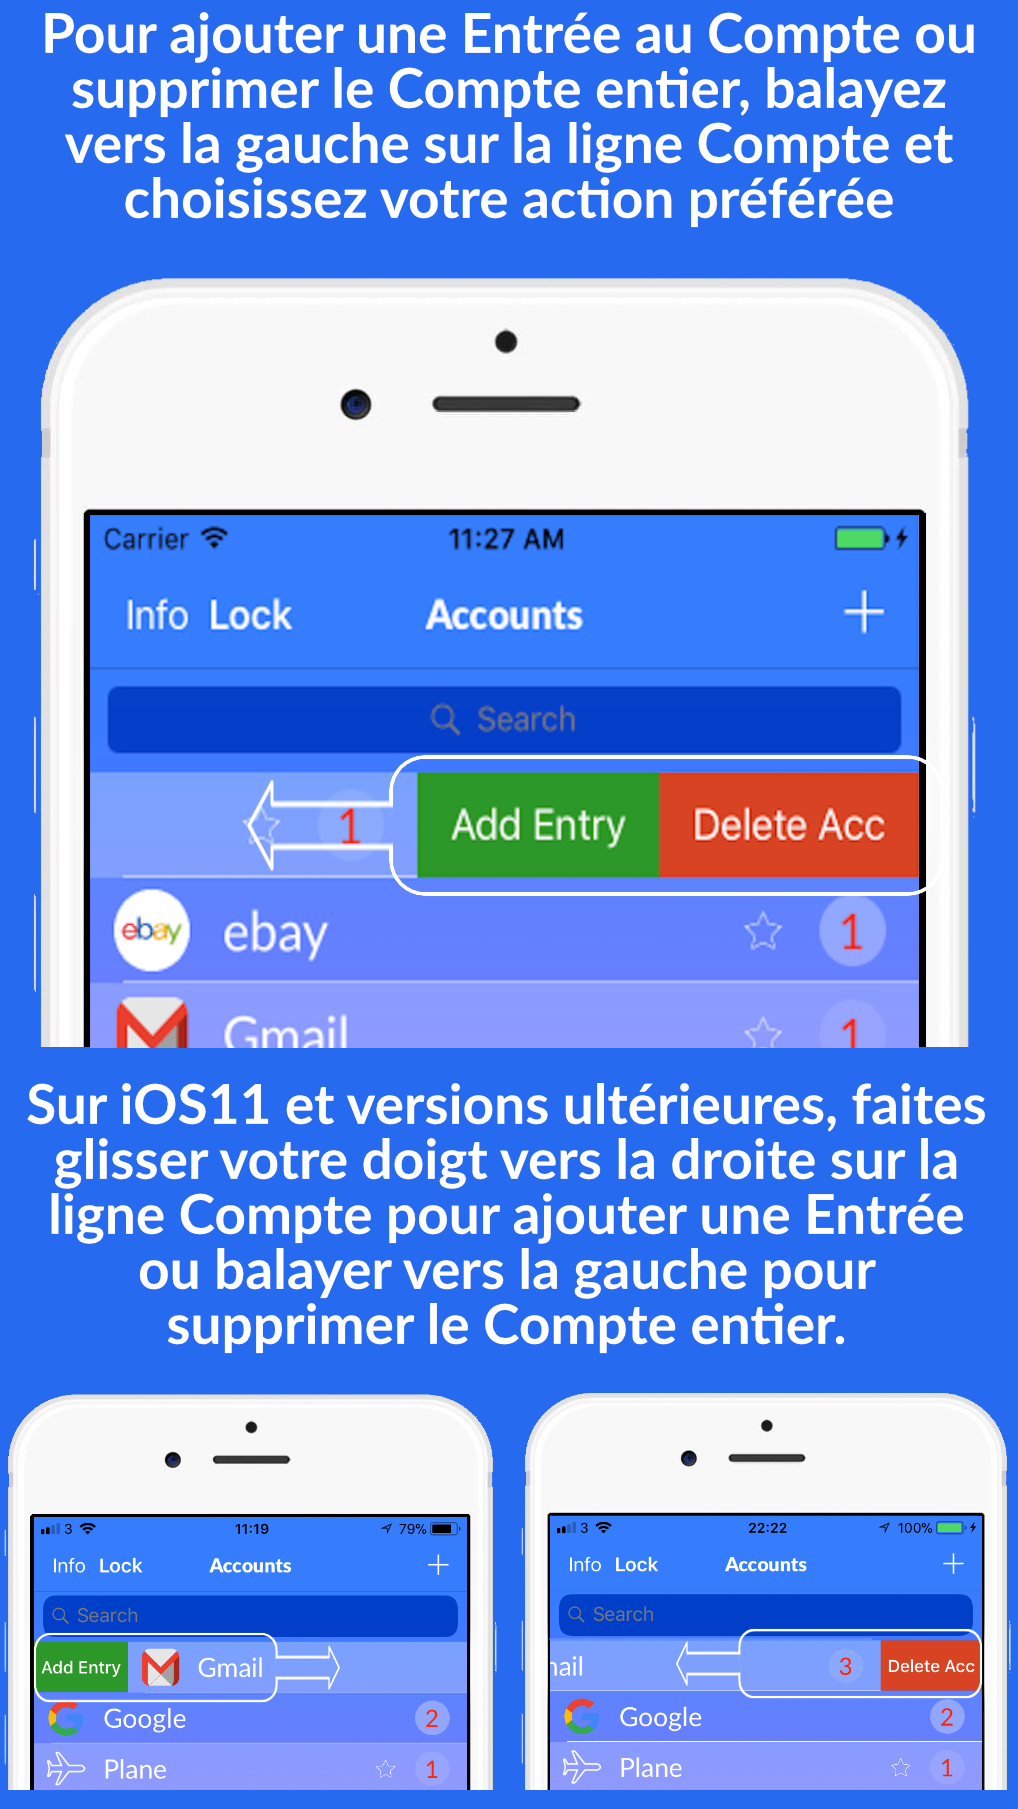 Pour ajouter une Entrée au Compte ou
supprimer le Compte entier, balayez
vers la gauche sur la ligne Compte et
choisissez votre action préférée
Carrier 11:27 AM
Info Lock Accounts +
Search
1 Add Entry Delete Acc
ebay ebay 1
Gmail 1
Sur iOS11 et versions ultérieures, faites
glisser votre doigt vers la droite sur la
ligne Compte pour ajouter une Entrée
ou balayer vers la gauche pour
supprimer le Compte entier.
3 11:19 79%
Info Lock Accounts +
Search
Add Entry Gmail
Google 2
Plane 1
3 22:22 100%
Info Lock Accounts +
Search
ail 3 Delete Acc
Google 2
Plane 1